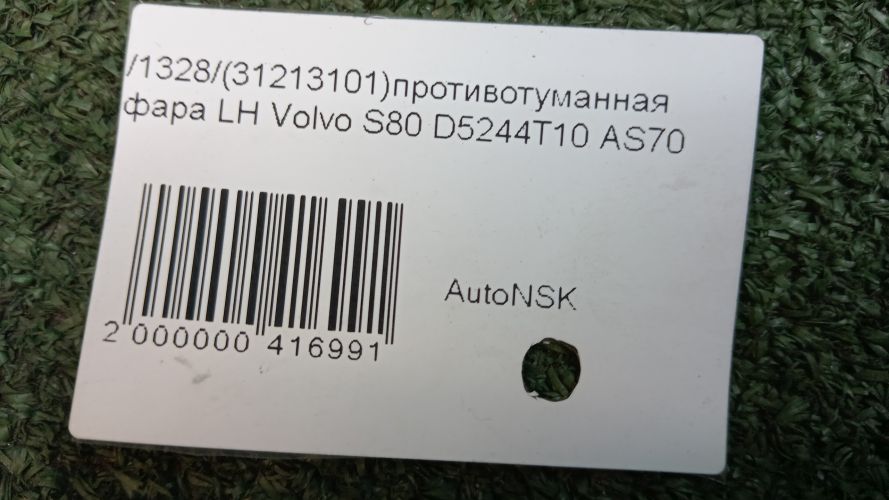 /1328/(31213101)противотуманная
фара LH Volvo S80 D5244T10 AS70
AutoNSK
2 000000 416991